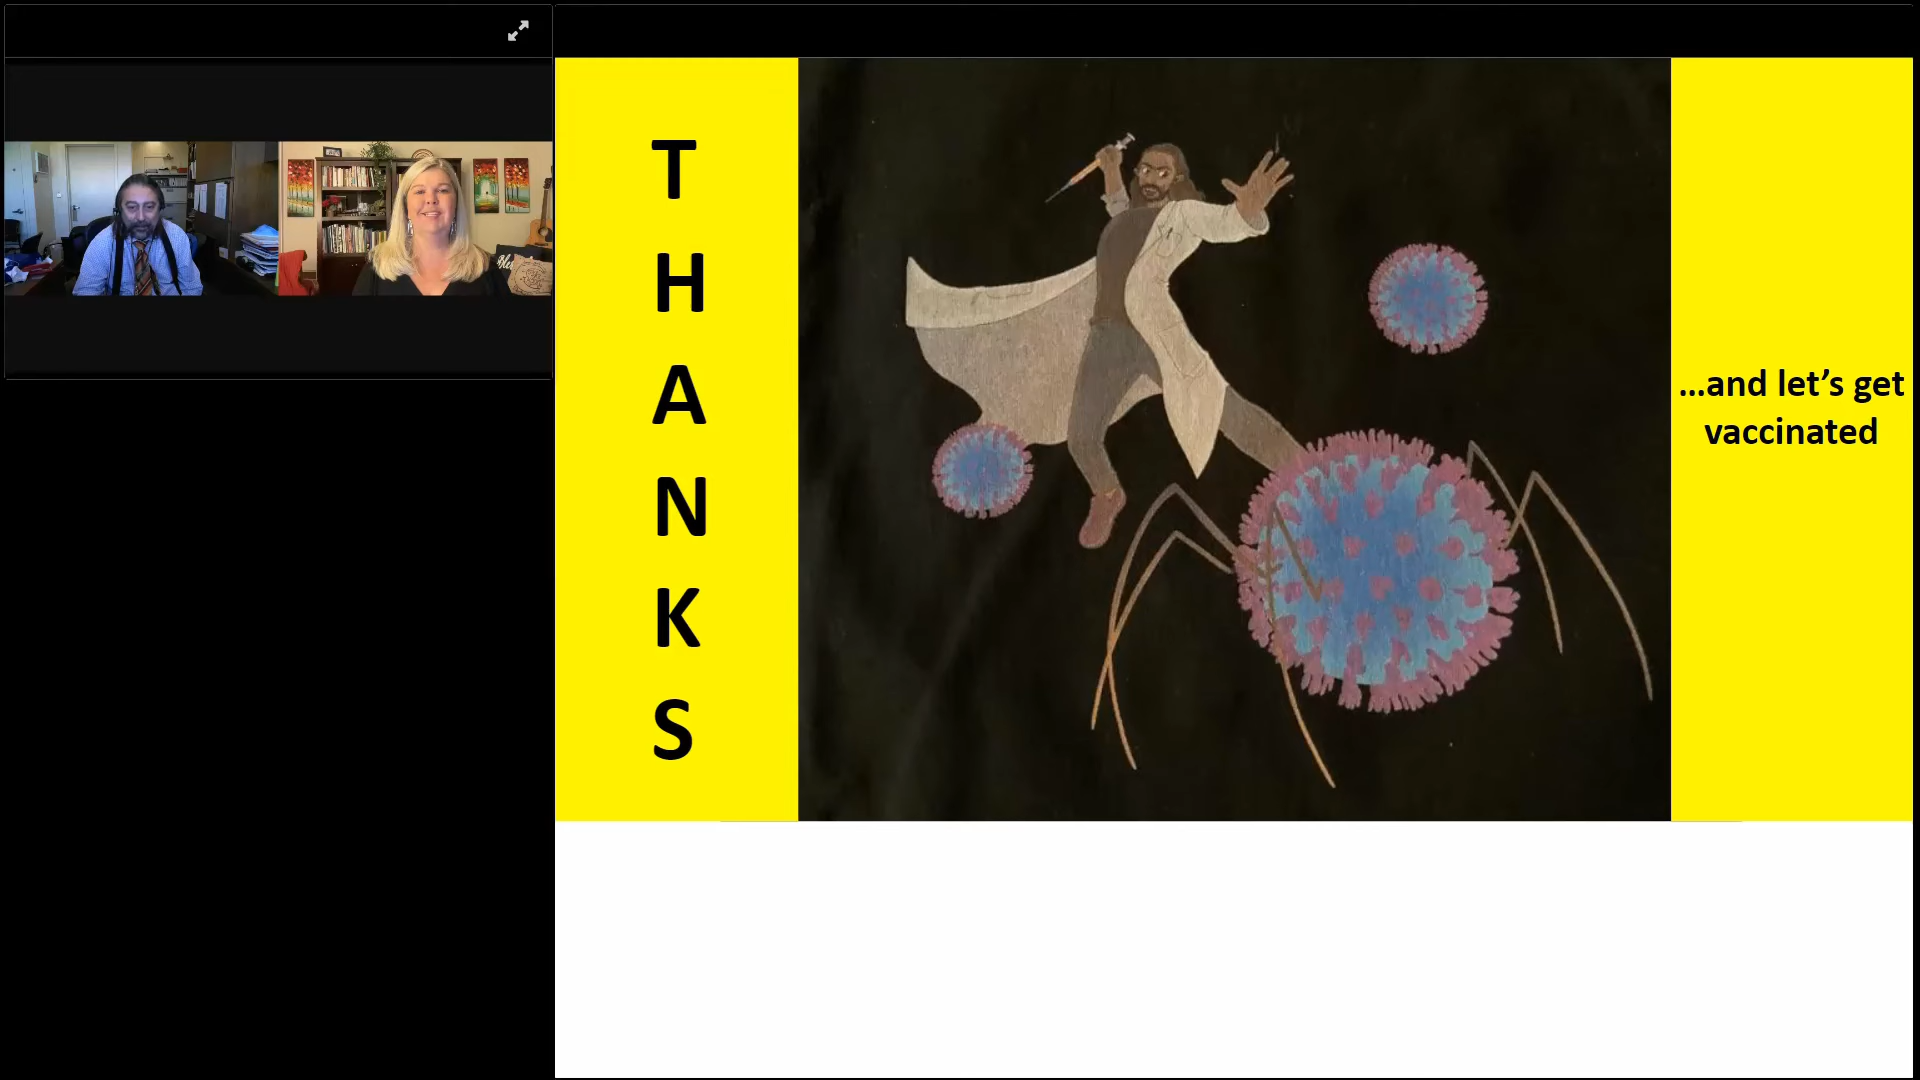 T
H
A
N
K
S
...and let's get
vaccinated